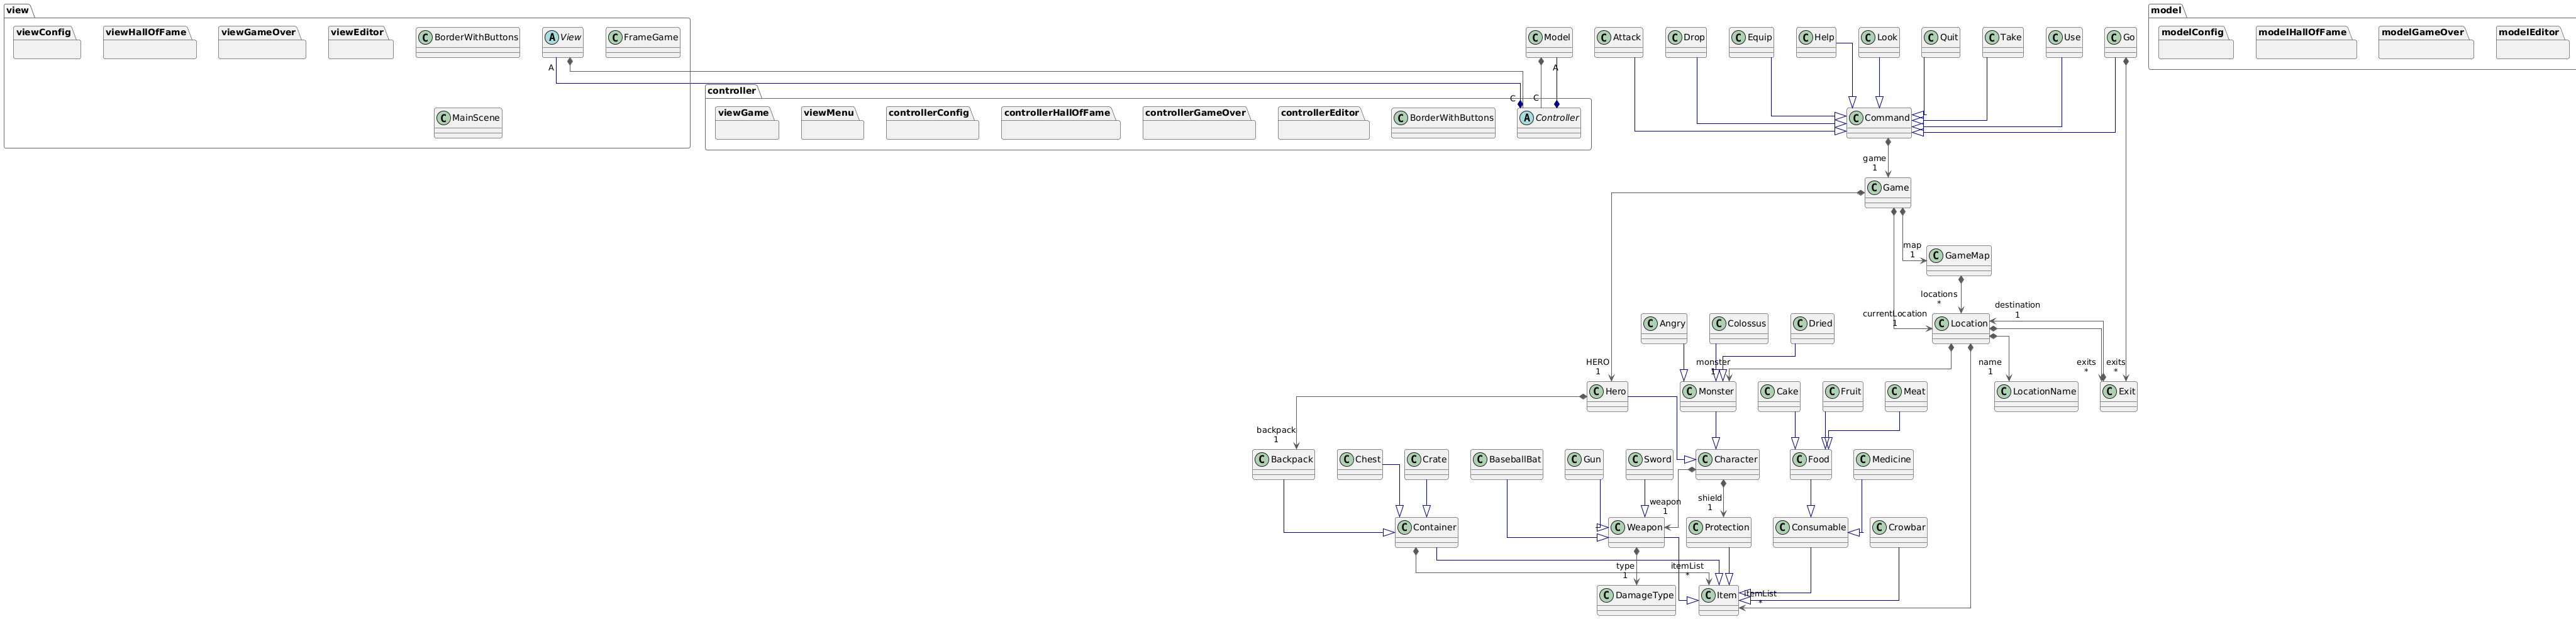 view
model
viewConfig
viewHallOfFame
viewGameOver
viewEditor
C BorderWithButtons
A View
C FrameGame
C Model
C Attack
C Drop
C Equip
C Help
C Look
C Quit
C Take
C Use
C Go
modelConfig
modelHallOfFame
modelGameOver
modelEditor
A
A
controller
C
C
viewGame
viewMenu
controllerConfig
controllerHallOfFame
controllerGameOver
controllerEditor
C BorderWithButtons
A Controller
C Command
C MainScene
game
1
C Game
map
1
C GameMap
locations
*
destination
1
currentLocation
1
C Angry
C Colossus
C Dried
C Location
HERO
1
monster
1
name
1
exits
*
exits
*
C Hero
C Monster
C Cake
C Fruit
C Meat
C LocationName
C Exit
backpack
1
C Backpack
C Chest
C Crate
C BaseballBat
C Gun
C Sword
C Character
C Food
C Medicine
weapon
1
shield
1
C Container
C Weapon
C Protection
C Consumable
C Crowbar
type
1
itemList
*
itemList
*
C DamageType
C Item